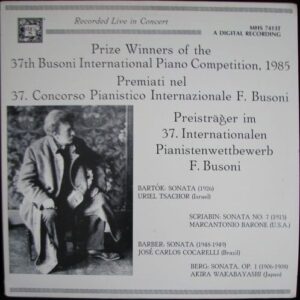 Recorded Live in Concert
MHS 7413T
A DIGITAL RECORDING
Prize Winners of the
37th Busoni International Piano Competition, 1985
Premiati nel
37. Concorso Pianistico Internazionale F. Busoni
Preisträger im
37. Internationalen
Pianistenwettbewerb
F. Busoni
BARTÓK: SONATA (1926)
URIEL TSACHOR (Israel)
SCRIABIN: SONATA NO. 7 (1911)
MARCANTONIO BARONE (U.S.A.)
BARBER: SONATA (1948-1949)
JOSÉ CARLOS COCARELLI (Brazil)
BERG: SONATA, OP. 1 (1906-1908)
AKIRA WAKABAYASHI (Japan)